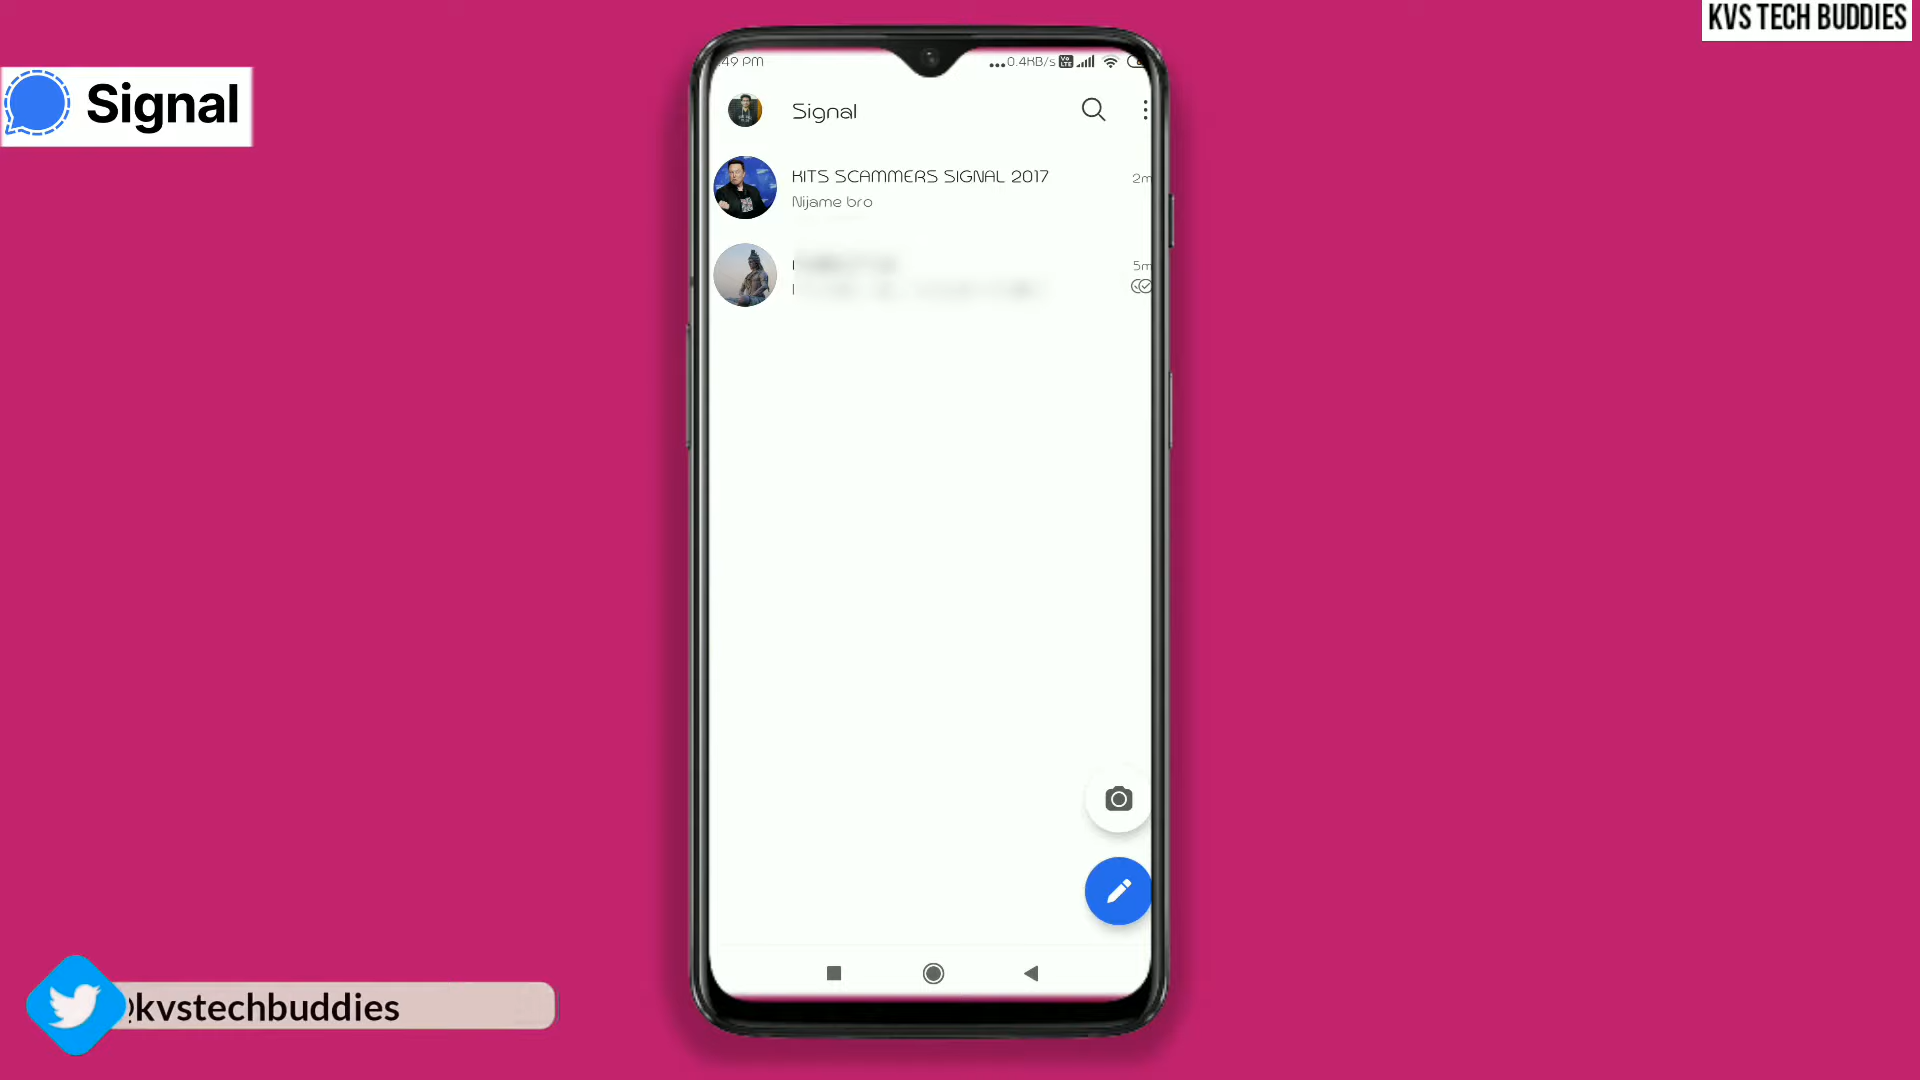 KVS TECH BUDDIES
Signal
:49 PM
...0.4KB/s
Signal
KITS SCAMMERS SIGNAL 2017
2m
Nijame bro
5m
@kvstechbuddies